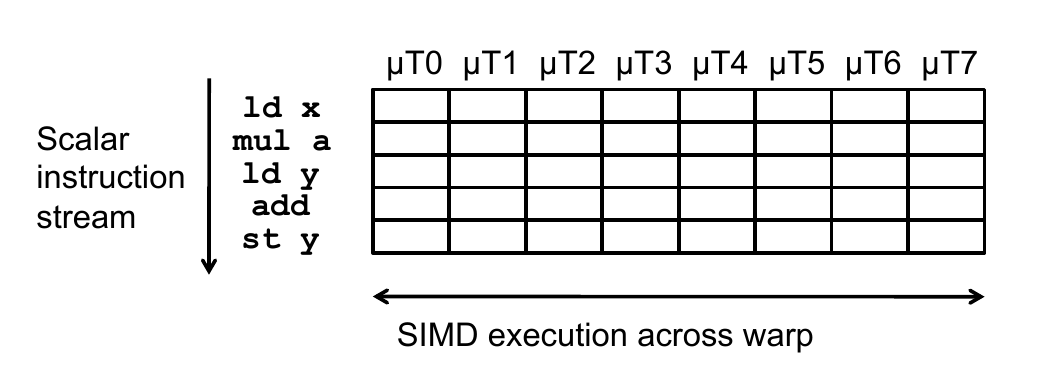 µT0 µT1 µT2 µT3 µT4 µT5 µT6 µT7
Scalar
instruction
stream
ld x
mul a
ld y
add
st y
SIMD execution across warp